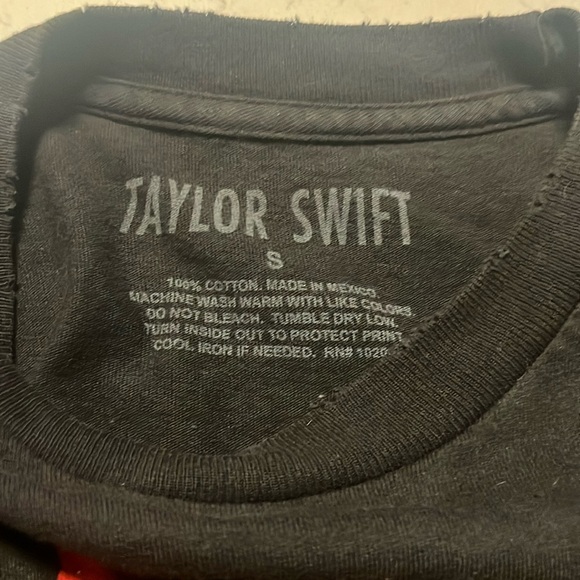 TAYLOR SWIFT
S
100% COTTON. MADE IN MEXICO.
MACHINE WASH WARM WITH LIKE COLORS.
DO NOT BLEACH. TUMBLE DRY LOW.
TURN INSIDE OUT TO PROTECT PRINT.
COOL IRON IF NEEDED. RN#